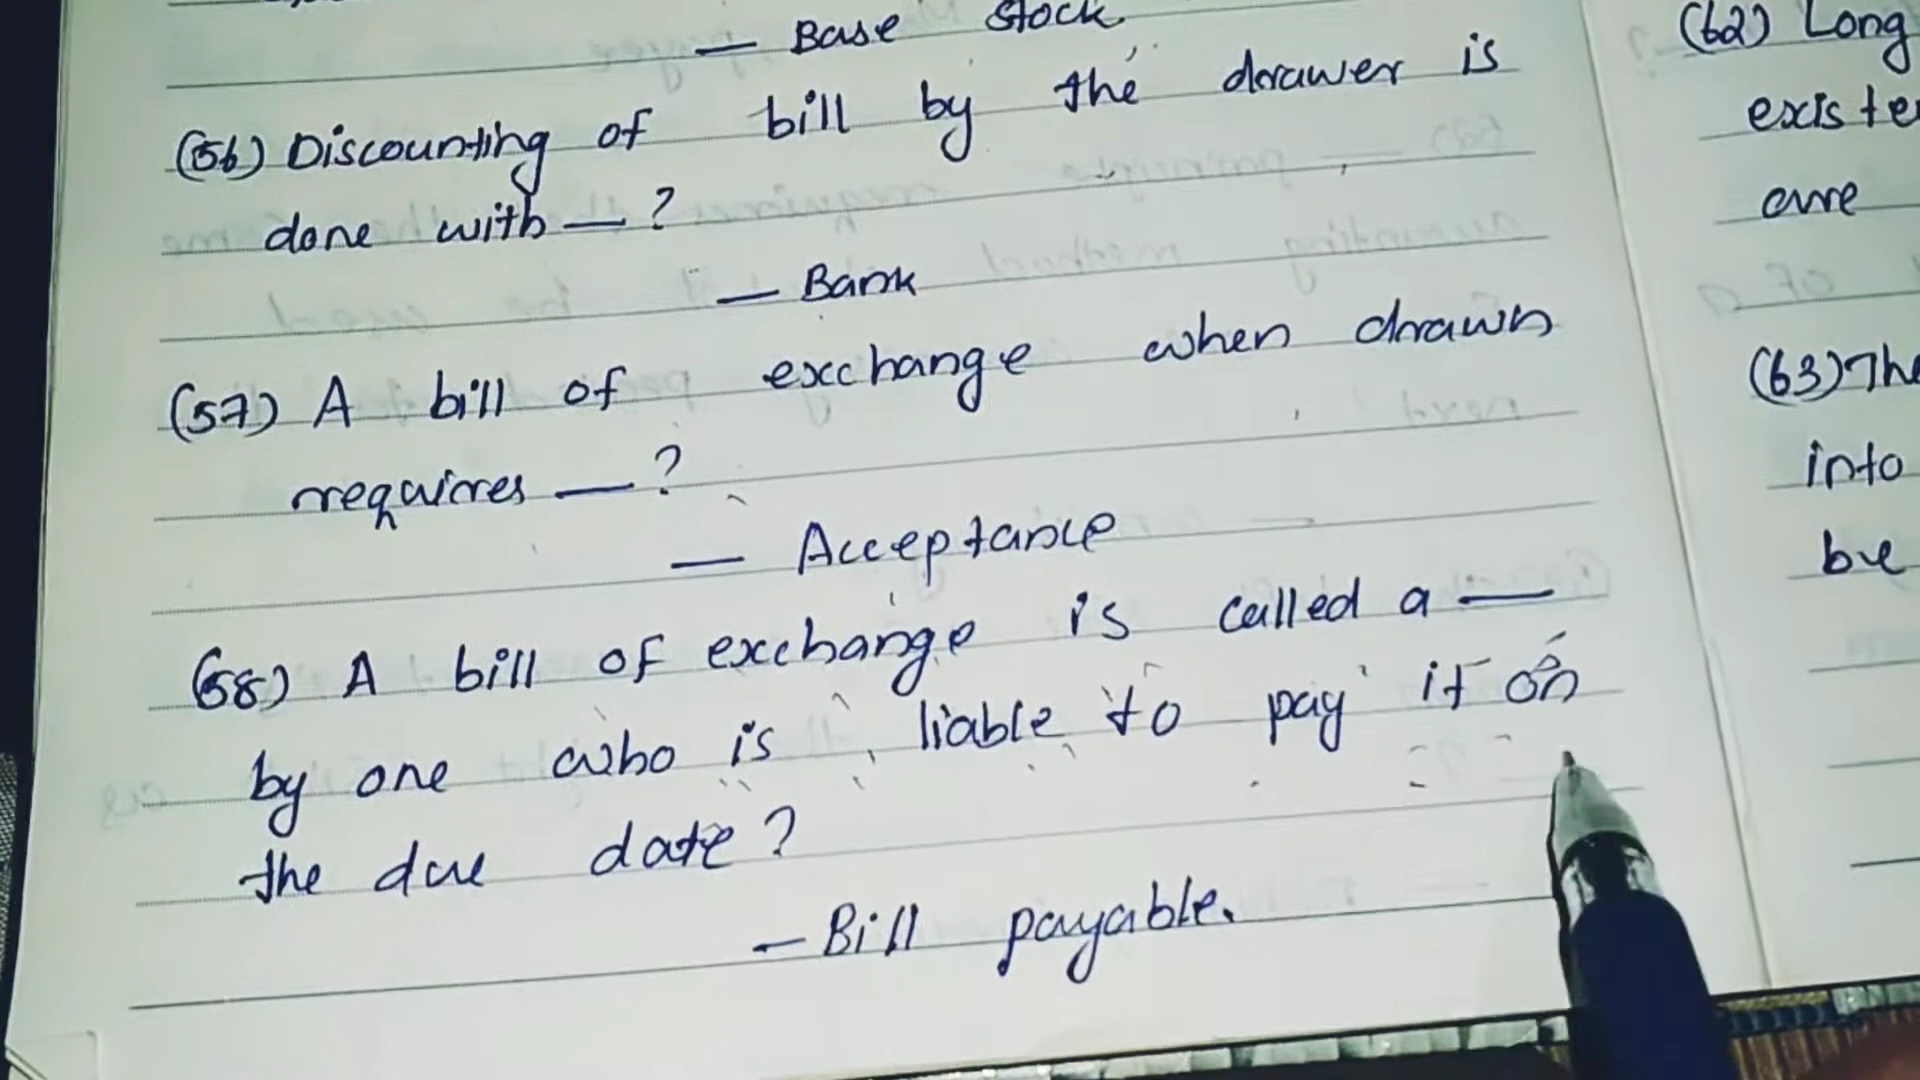 — Base Stock
(56) Discounting of bill by the drawer is
done with — ?
— Bank
(57) A bill of exchange when drawn
requires — ?
— Acceptance
(58) A bill of exchange is called a —
by one who is liable to pay it on
the due date ?
— Bill payable.
(62) Long
existe
are
(63) The
into
be